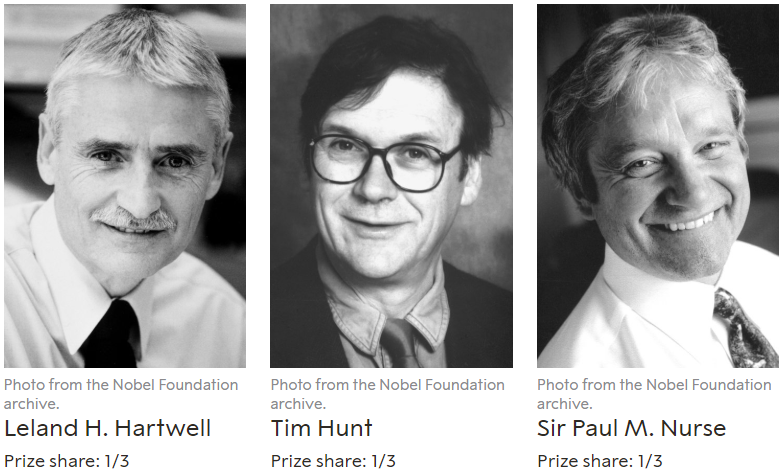 Photo from the Nobel Foundation
archive.
Leland H. Hartwell
Prize share: 1/3
Photo from the Nobel Foundation
archive.
Tim Hunt
Prize share: 1/3
Photo from the Nobel Foundation
archive.
Sir Paul M. Nurse
Prize share: 1/3